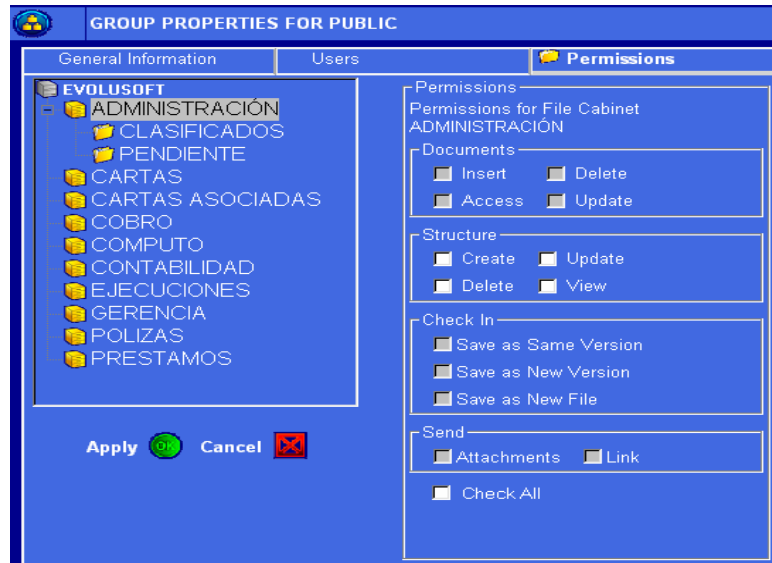 GROUP PROPERTIES FOR PUBLIC
General Information Users Permissions
EVOLUSOFT
ADMINISTRACIÓN
CLASIFICADOS
PENDIENTE
CARTAS
CARTAS ASOCIADAS
COBRO
COMPUTO
CONTABILIDAD
EJECUCIONES
GERENCIA
POLIZAS
PRESTAMOS
Apply OK Cancel
Permissions
Permissions for File Cabinet
ADMINISTRACIÓN
Documents
Insert Delete
Access Update
Structure
Create Update
Delete View
Check In
Save as Same Version
Save as New Version
Save as New File
Send
Attachments Link
Check All